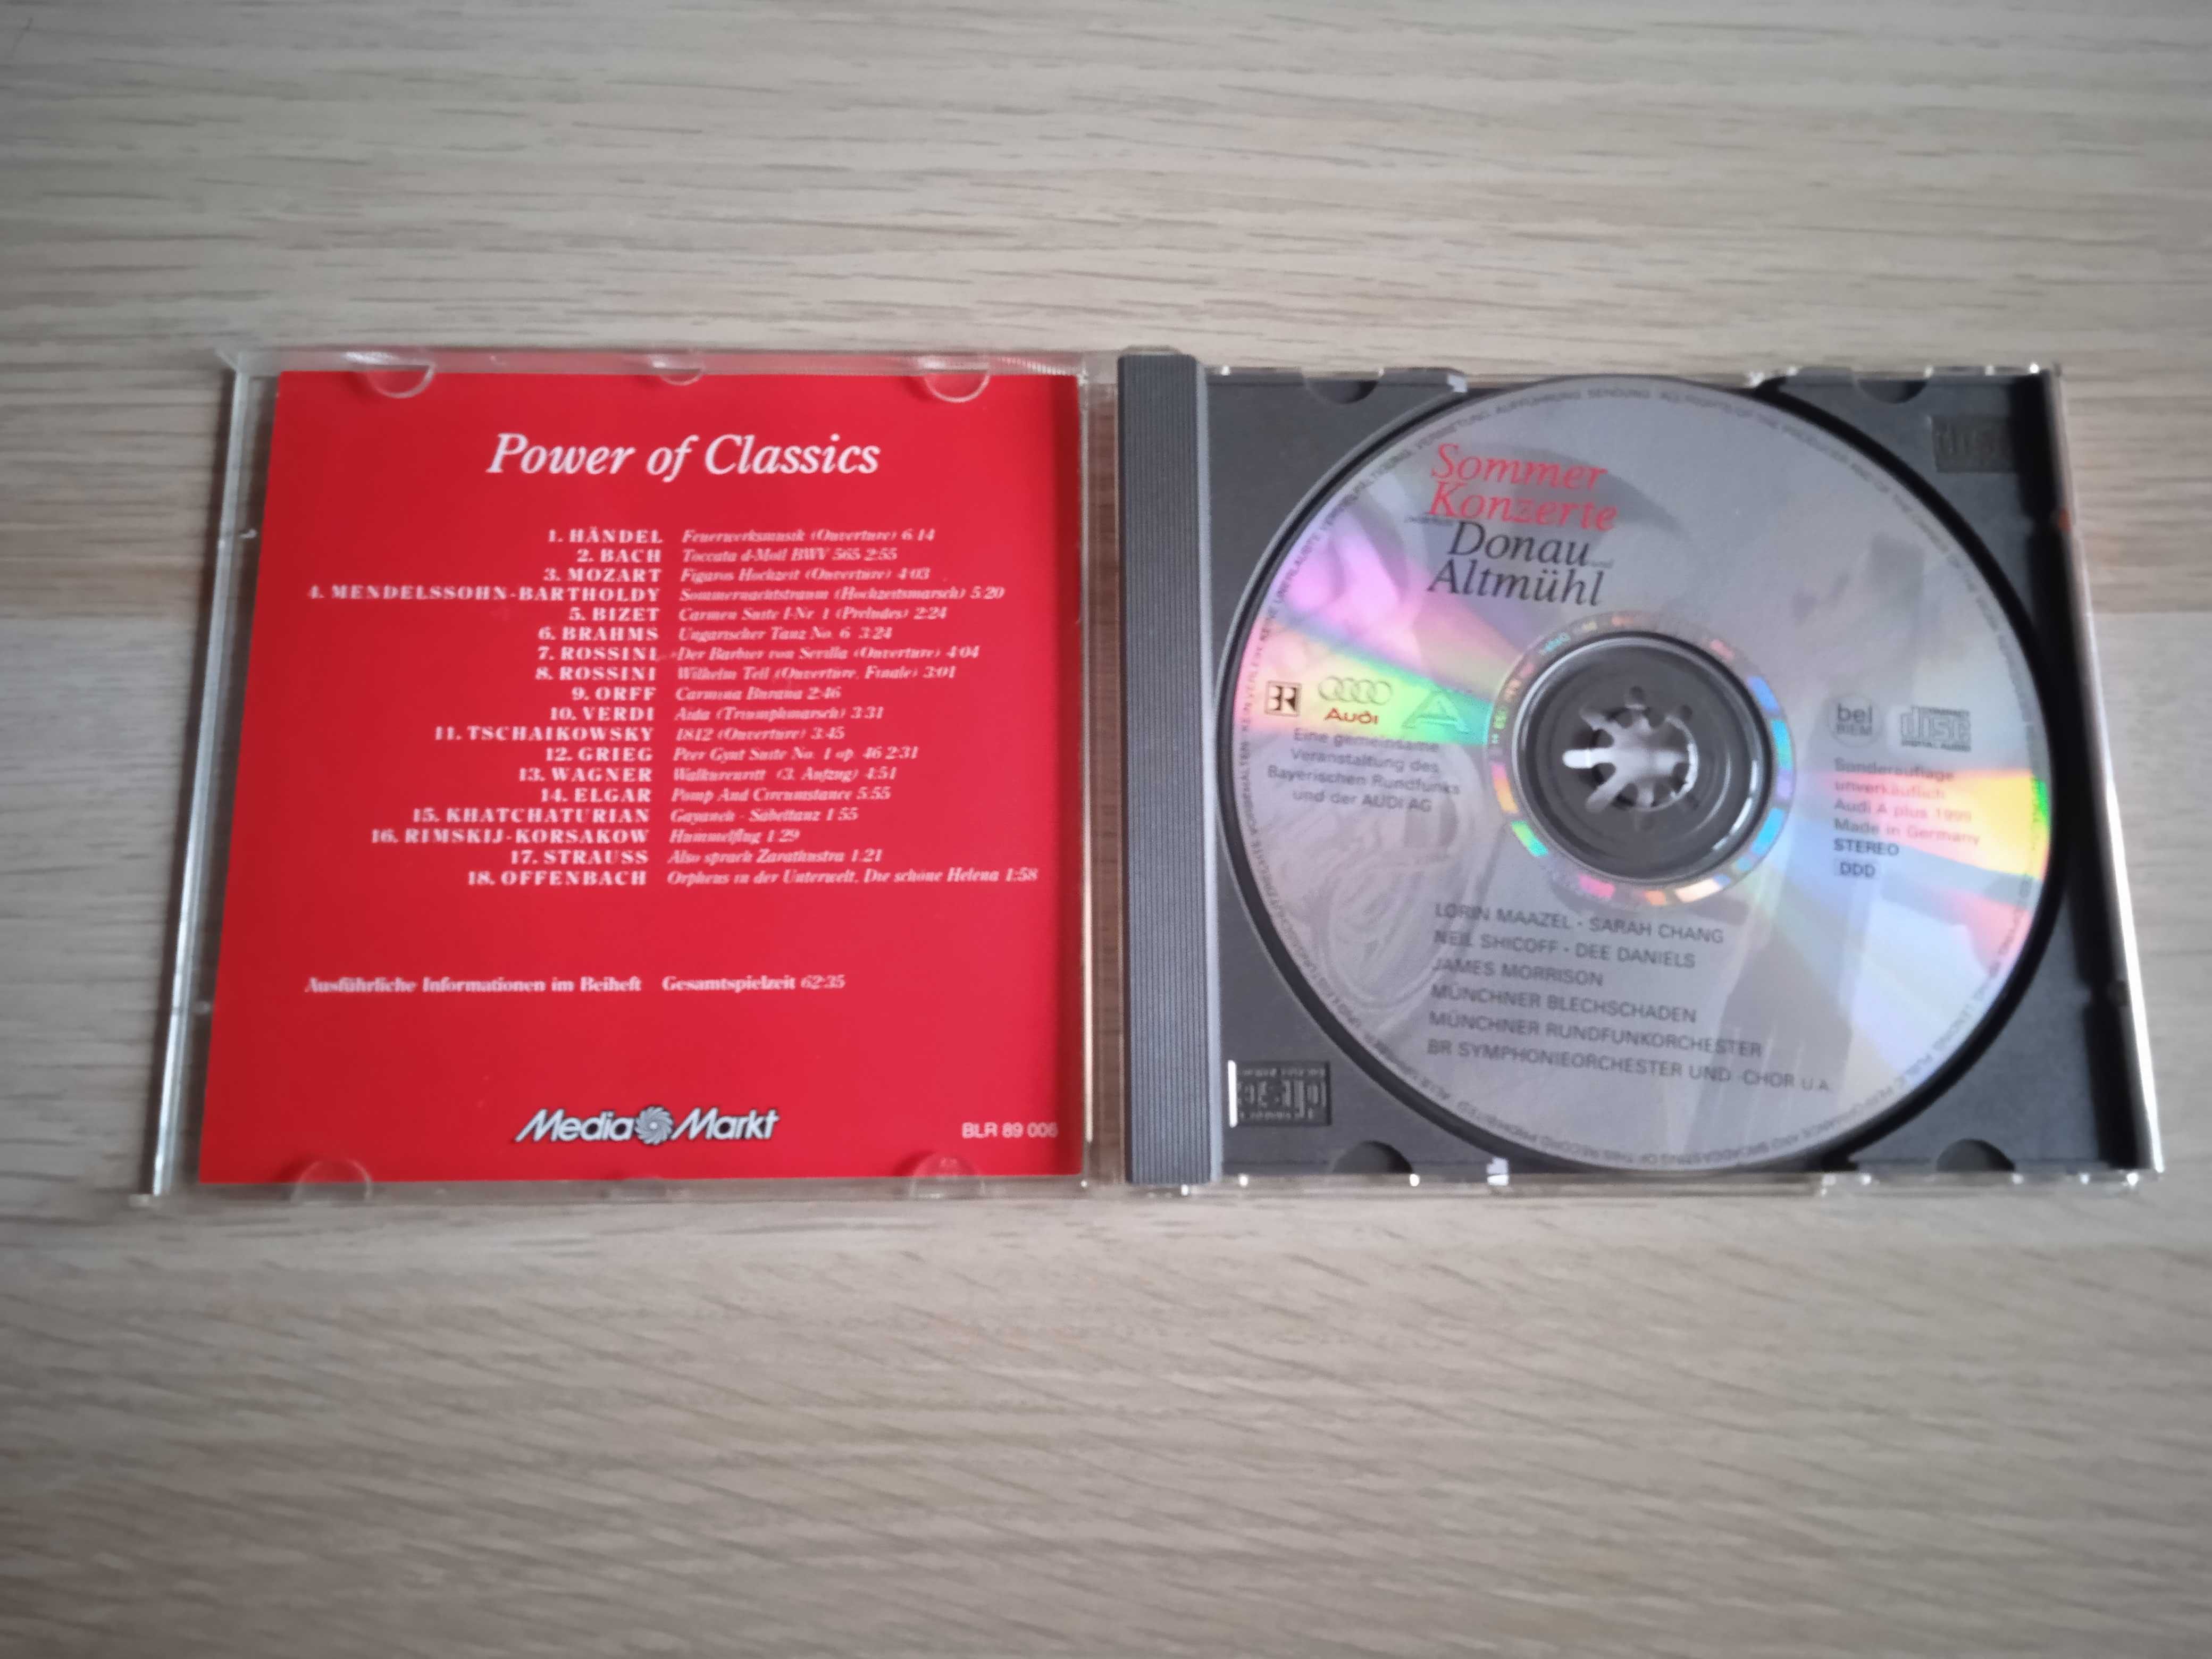 Power of Classics
1. HÄNDEL Feuerwerksmusik (Ouverture) 6:14
2. BACH Toccata d-Moll BWV 565 2:55
3. MOZART Figaros Hochzeit (Ouverture) 4:03
4. MENDELSSOHN-BARTHOLDY Sommernachtstraum (Hochzeitsmarsch) 5:20
5. BIZET Carmen Suite I-Nr. 1 (Preludes) 2:24
6. BRAHMS Ungarischer Tanz No. 6 3:24
7. ROSSINI Der Barbier von Sevilla (Ouverture) 4:04
8. ROSSINI Wilhelm Tell (Ouverture, Finale) 3:01
9. ORFF Carmina Burana 2:46
10. VERDI Aida (Triumphmarsch) 3:31
11. TSCHAIKOWSKY 1812 (Ouverture) 3:45
12. GRIEG Peer Gynt Suite No. 1 op. 46 2:31
13. WAGNER Walkürenritt (3. Aufzug) 4:51
14. ELGAR Pomp And Circumstance 5:55
15. KHATCHATURIAN Gayaneh - Säbeltanz 1:55
16. RIMSKIJ-KORSAKOW Hummelflug 1:29
17. STRAUSS Also sprach Zarathustra 1:21
18. OFFENBACH Orpheus in der Unterwelt, Die schöne Helena 1:58
Ausführliche Informationen im Beiheft Gesamtspielzeit 62:35
Media Markt
BLR 89 006
Sommer
Konzerte
Donau und
Altmühl
BR Audi
Eine gemeinsame
Veranstaltung des
Bayerischen Rundfunks
und der AUDI AG
bel
BIEM
COMPACT
disc
DIGITAL AUDIO
Sonderauflage
unverkäuflich
Audi A plus 1999
Made in Germany
STEREO
DDD
LORIN MAAZEL - SARAH CHANG
NEIL SHICOFF - DEE DANIELS
JAMES MORRISON
MÜNCHNER BLECHSCHADEN
MÜNCHNER RUNDFUNKORCHESTER
BR SYMPHONIEORCHESTER UND -CHOR U.A.